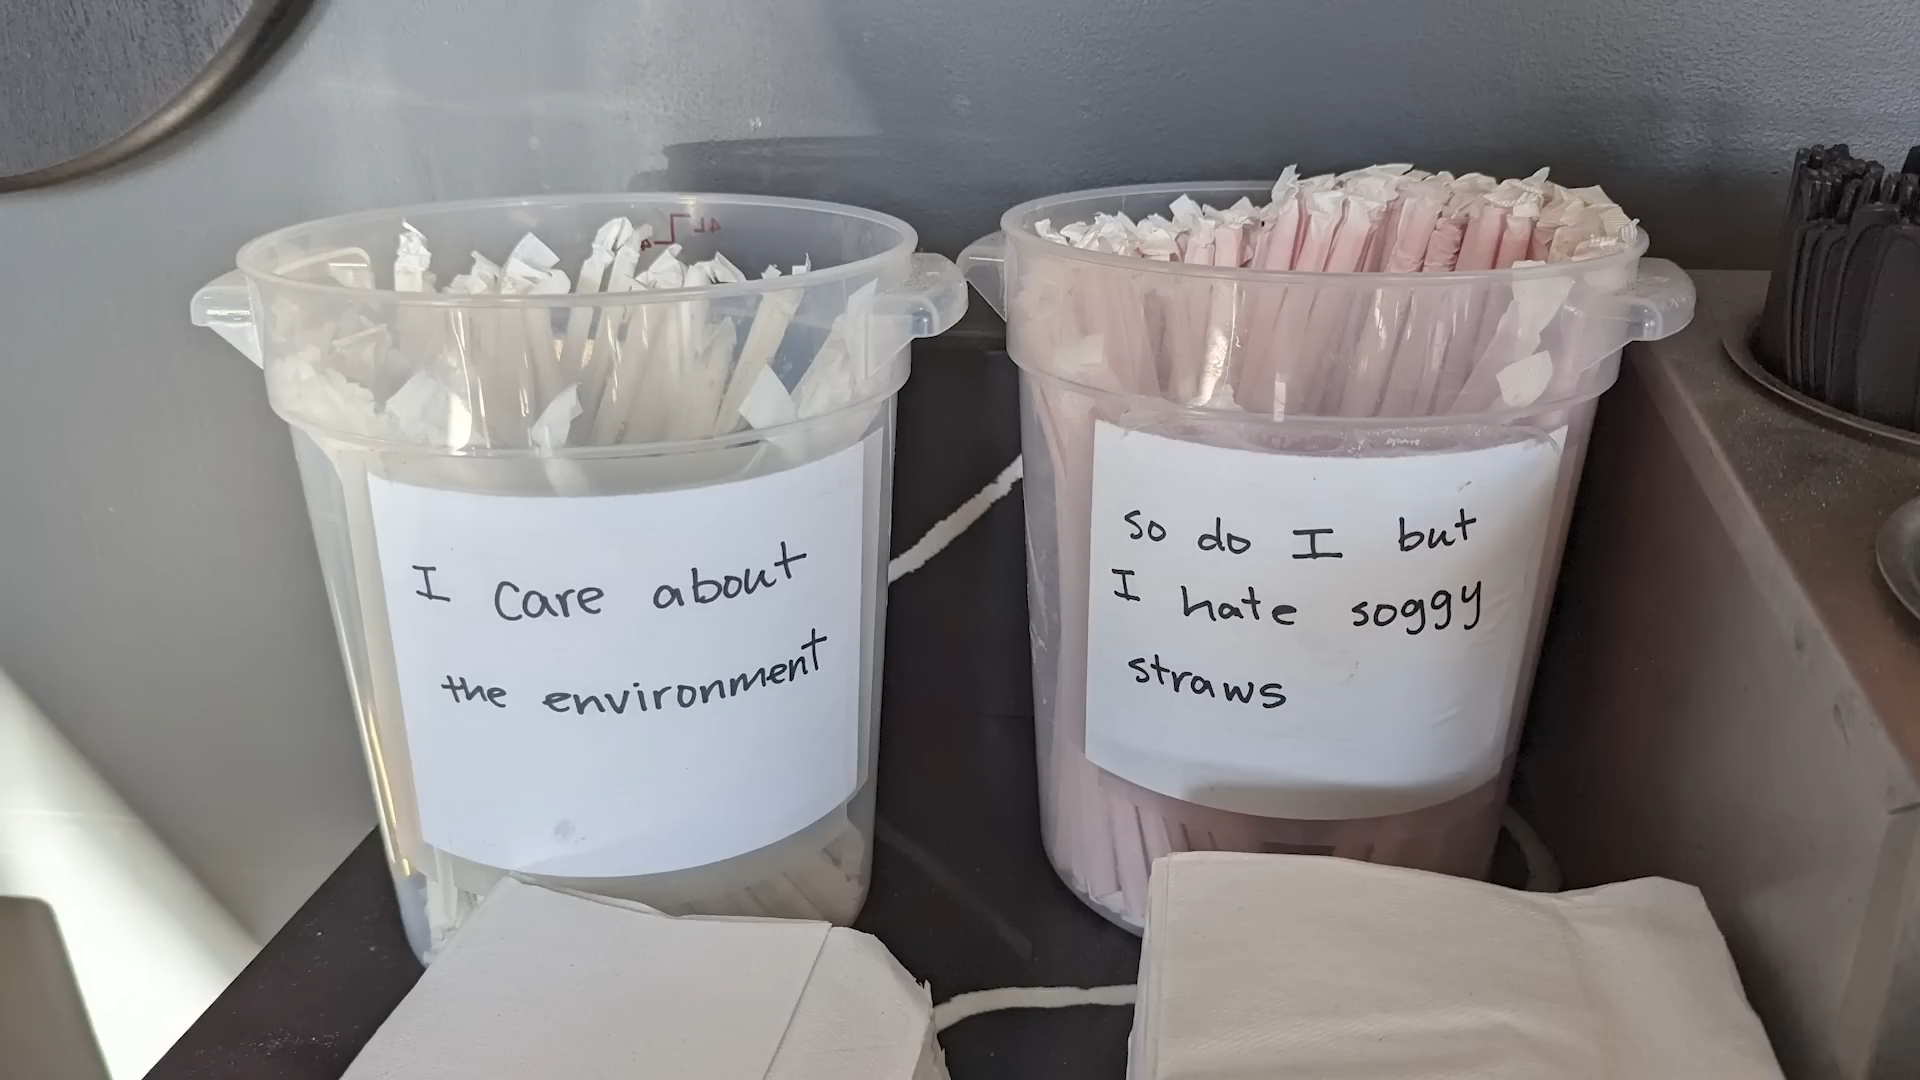 I care about
the environment
so do I but
I hate soggy
straws